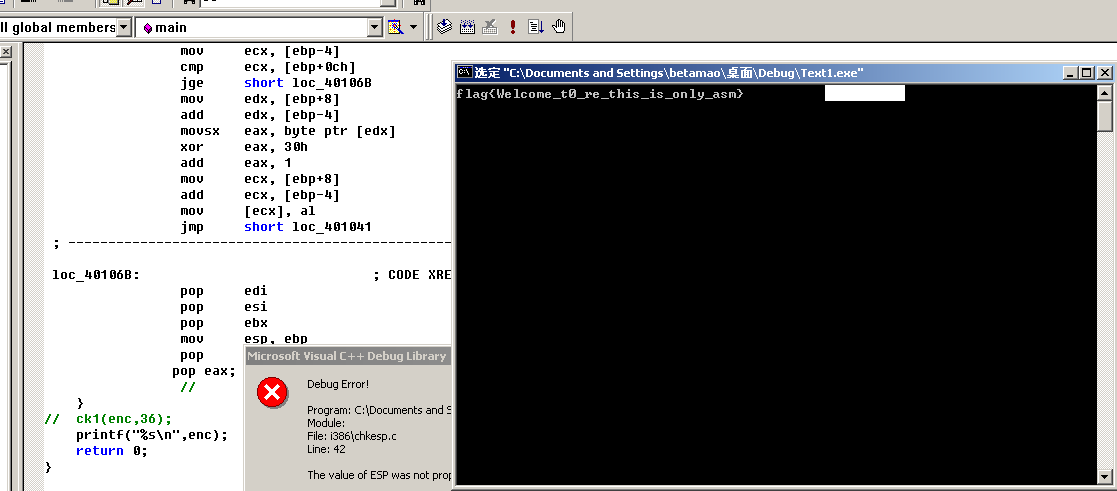 ll global members main
mov ecx, [ebp-4]
cmp ecx, [ebp+0ch]
jge short loc_40106B
mov edx, [ebp+8]
add edx, [ebp-4]
movsx eax, byte ptr [edx]
xor eax, 30h
add eax, 1
mov ecx, [ebp+8]
add ecx, [ebp-4]
mov [ecx], al
jmp short loc_401041
; ---------------------------------------------------
loc_40106B: ; CODE XRE
pop edi
pop esi
pop ebx
mov esp, ebp
pop
pop eax;
//
}
// ck1(enc,36);
printf("%s\n",enc);
return 0;
}
选定 "C:\Documents and Settings\betamao\桌面\Debug\Text1.exe"
flag{Welcome_t0_re_this_is_only_asm}
Microsoft Visual C++ Debug Library
Debug Error!
Program: C:\Documents and S
Module:
File: i386\chkesp.c
Line: 42
The value of ESP was not prop